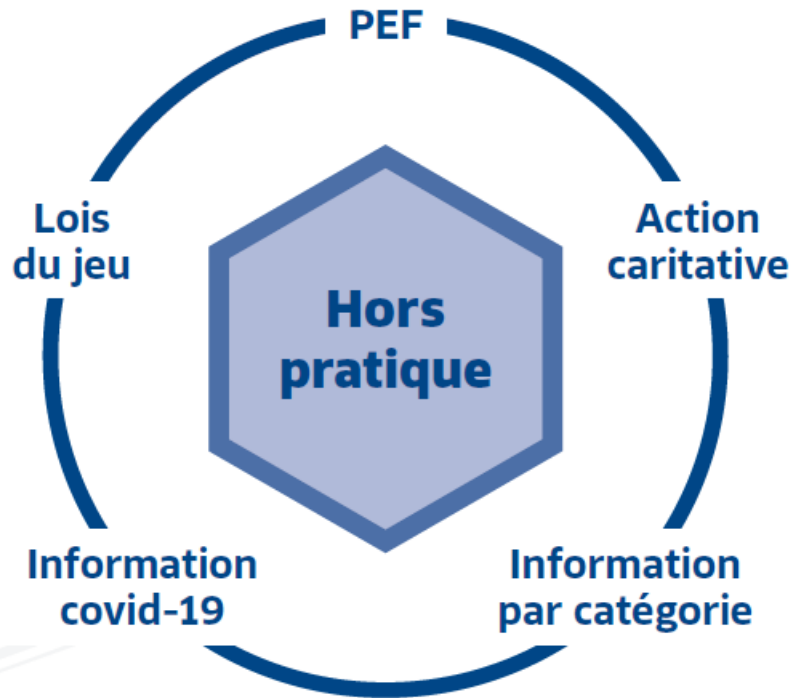 PEF
Lois
du jeu
Action
caritative
Hors
pratique
Information
covid-19
Information
par catégorie